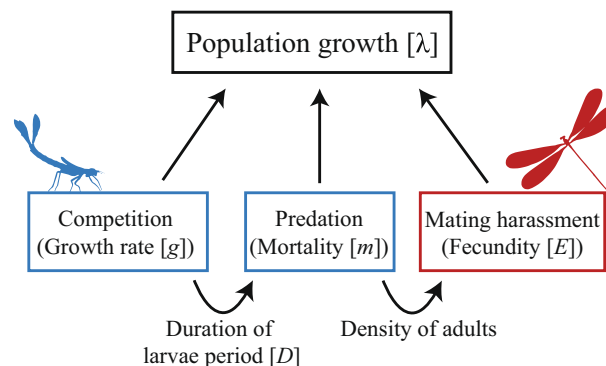 Population growth [λ]
Competition
(Growth rate [g])
Predation
(Mortality [m])
Mating harassment
(Fecundity [E])
Duration of
larvae period [D]
Density of adults